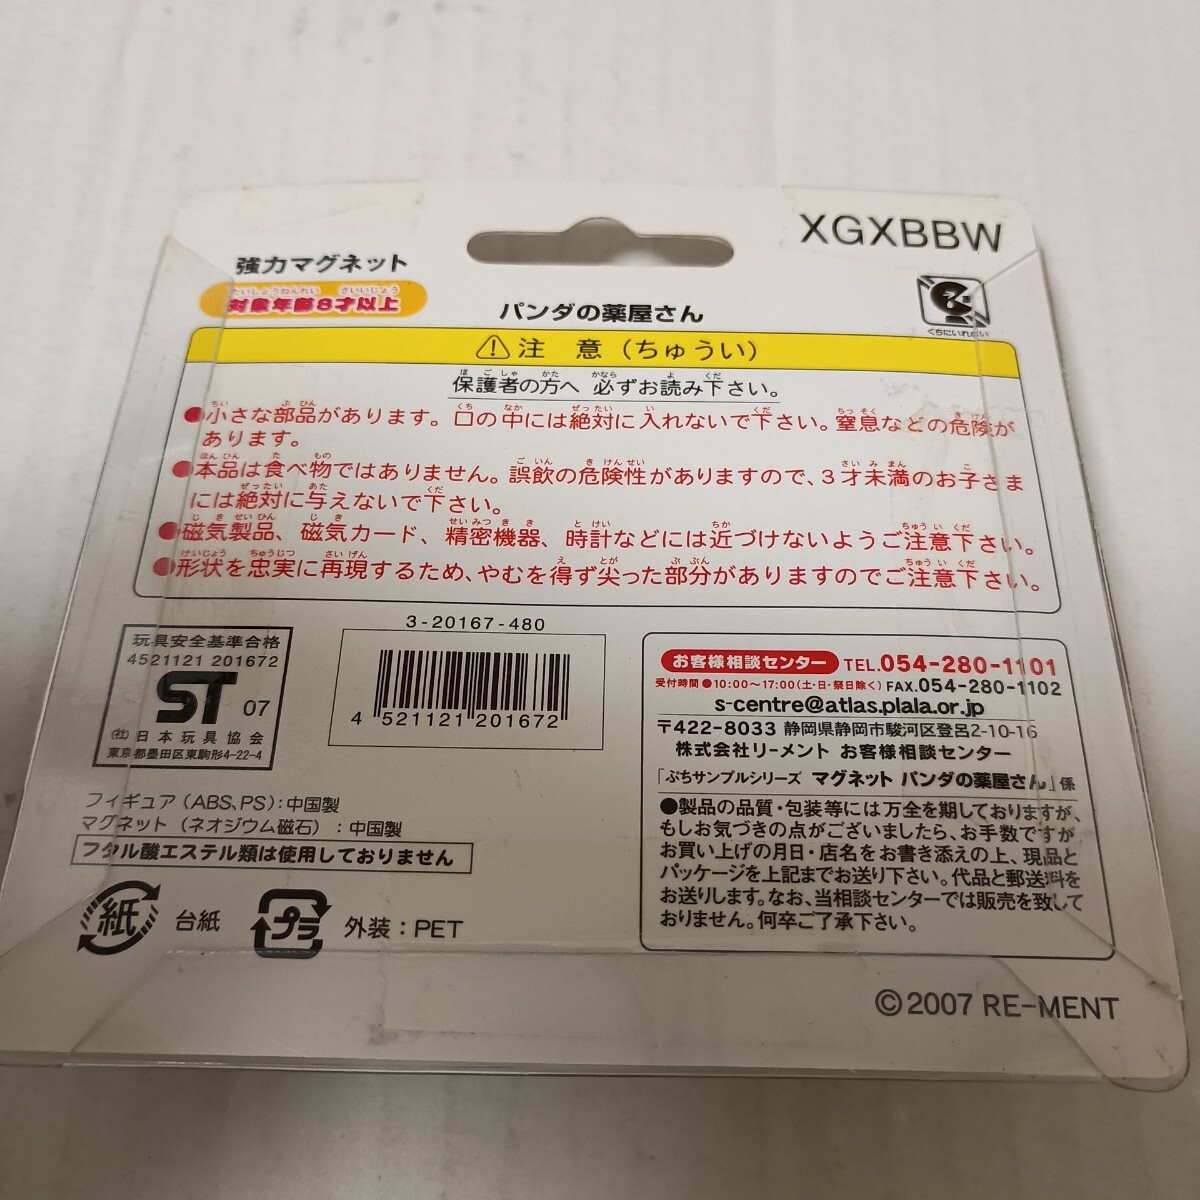 XGXBBW
強力マグネット
たいしょうねんれい さいいじょう
対象年齢8才以上
パンダの薬屋さん
くちにいれない
注 意（ちゅうい）
保護者の方へ 必ずお読み下さい。
●小さな部品があります。口の中には絶対に入れないで下さい。窒息などの危険が
あります。
●本品は食べ物ではありません。誤飲の危険性がありますので、3才未満のお子さま
には絶対に与えないで下さい。
●磁気製品、磁気カード、精密機器、時計などには近づけないようご注意下さい。
●形状を忠実に再現するため、やむを得ず尖った部分がありますのでご注意下さい。
玩具安全基準合格
4521121 201672
ST 07
(社)日本玩具協会
東京都墨田区東駒形4-22-4
3-20167-480
4 521121 201672
お客様相談センター TEL.054-280-1101
受付時間●10:00〜17:00(土・日・祭日除く) FAX.054-280-1102
s-centre@atlas.plala.or.jp
〒422-8033 静岡県静岡市駿河区登呂2-10-16
株式会社リーメント お客様相談センター
「ぷちサンプルシリーズ マグネット パンダの薬屋さん」係
●製品の品質・包装等には万全を期しておりますが、
もしお気づきの点がございましたら、お手数ですが
お買い上げの月日・店名をお書き添えの上、現品と
パッケージを上記までお送り下さい。代品と郵送料を
お送りします。なお、当相談センターでは販売を致して
おりません。何卒ご了承下さい。
フィギュア（ABS、PS）：中国製
マグネット（ネオジウム磁石）：中国製
フタル酸エステル類は使用しておりません
紙 台紙
プラ 外装：PET
©2007 RE-MENT